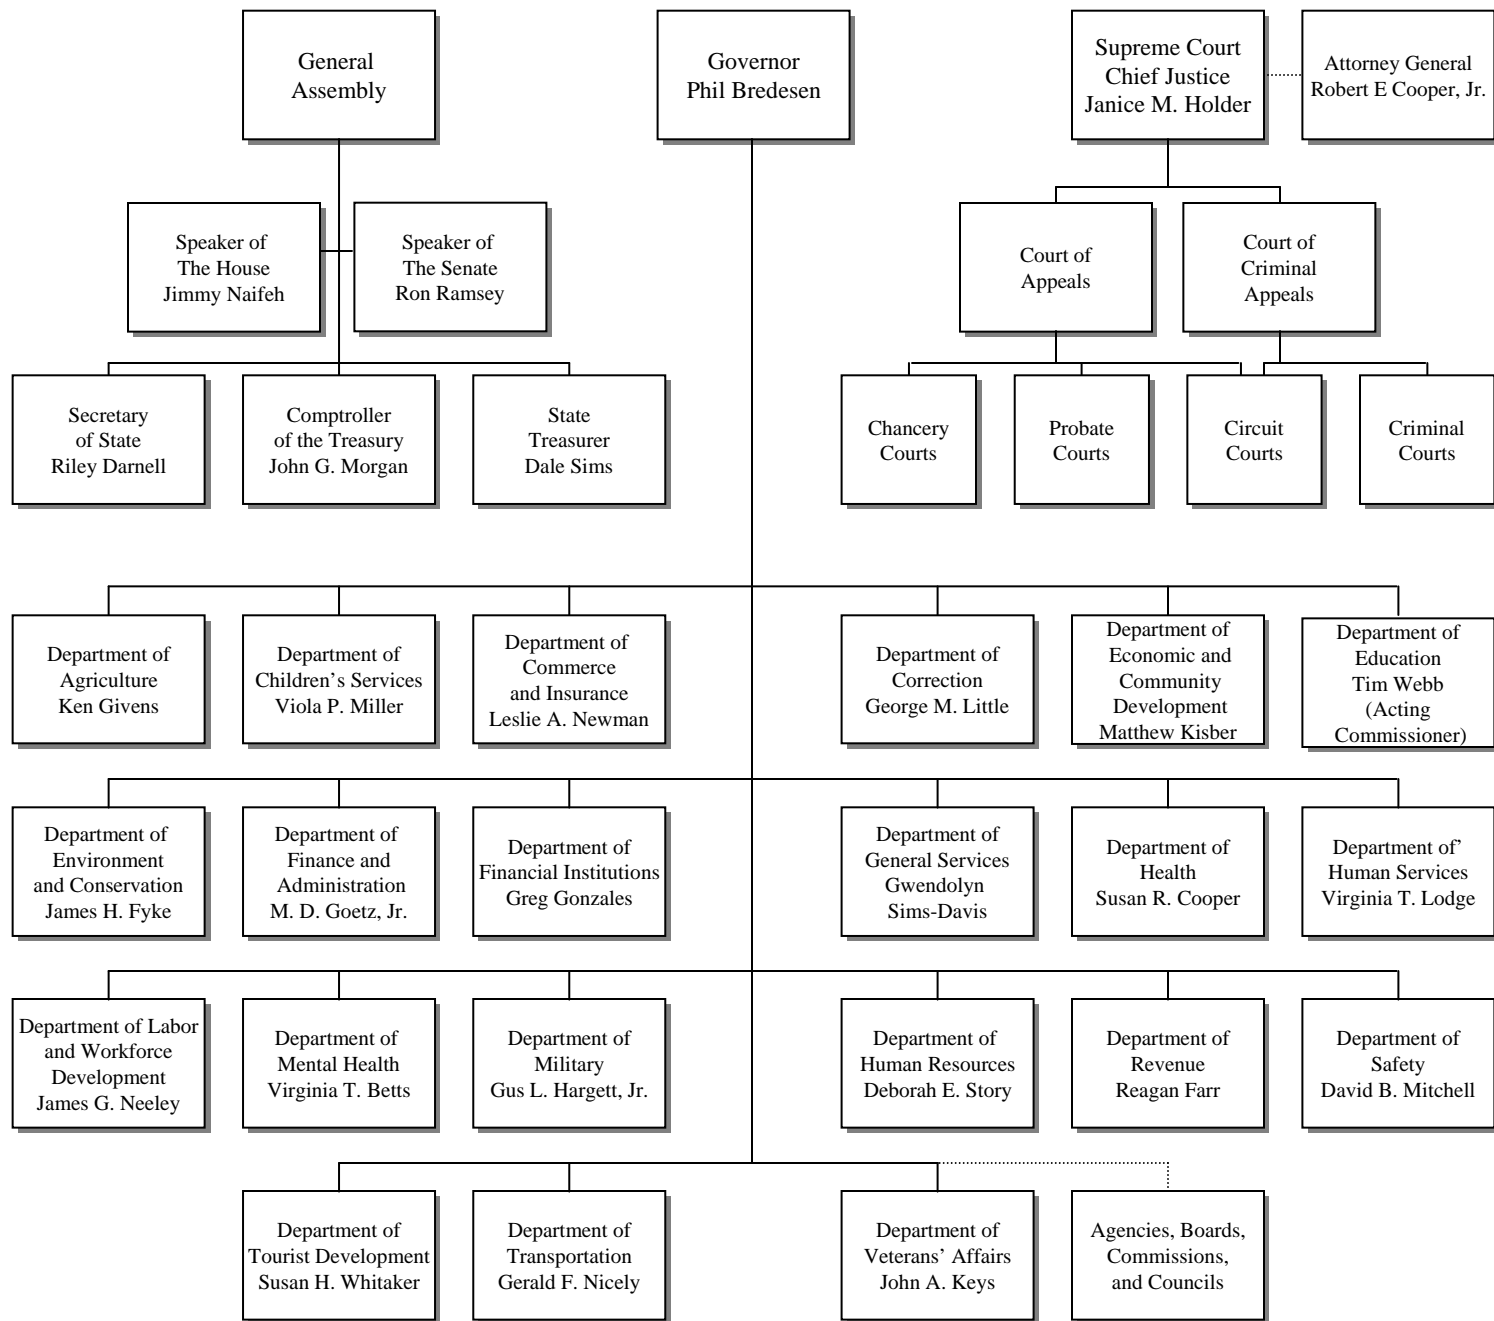 General
Assembly
Governor
Phil Bredesen
Supreme Court
Chief Justice
Janice M. Holder
Attorney General
Robert E Cooper, Jr.
Speaker of
The House
Jimmy Naifeh
Speaker of
The Senate
Ron Ramsey
Court of
Appeals
Court of
Criminal
Appeals
Secretary
of State
Riley Darnell
Comptroller
of the Treasury
John G. Morgan
State
Treasurer
Dale Sims
Chancery
Courts
Probate
Courts
Circuit
Courts
Criminal
Courts
Department of
Agriculture
Ken Givens
Department of
Children’s Services
Viola P. Miller
Department of
Commerce
and Insurance
Leslie A. Newman
Department of
Correction
George M. Little
Department of
Economic and
Community
Development
Matthew Kisber
Department of
Education
Tim Webb
(Acting
Commissioner)
Department of
Environment
and Conservation
James H. Fyke
Department of
Finance and
Administration
M. D. Goetz, Jr.
Department of
Financial Institutions
Greg Gonzales
Department of
General Services
Gwendolyn
Sims-Davis
Department of
Health
Susan R. Cooper
Department of’
Human Services
Virginia T. Lodge
Department of Labor
and Workforce
Development
James G. Neeley
Department of
Mental Health
Virginia T. Betts
Department of
Military
Gus L. Hargett, Jr.
Department of
Human Resources
Deborah E. Story
Department of
Revenue
Reagan Farr
Department of
Safety
David B. Mitchell
Department of
Tourist Development
Susan H. Whitaker
Department of
Transportation
Gerald F. Nicely
Department of
Veterans’ Affairs
John A. Keys
Agencies, Boards,
Commissions,
and Councils